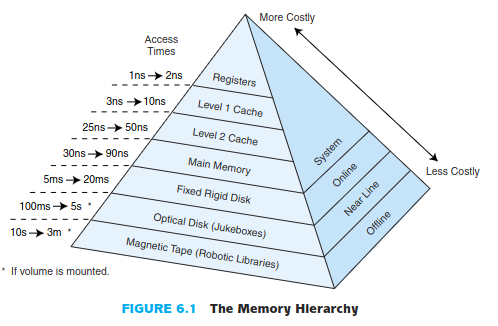 More Costly
Access
Times
1ns → 2ns
Registers
3ns → 10ns
Level 1 Cache
25ns → 50ns
Level 2 Cache
System
30ns → 90ns
Main Memory
Online
Less Costly
5ms → 20ms
Fixed Rigid Disk
Near Line
100ms → 5s *
Optical Disk (Jukeboxes)
Offline
10s → 3m *
Magnetic Tape (Robotic Libraries)
* If volume is mounted.
FIGURE 6.1 The Memory Hierarchy